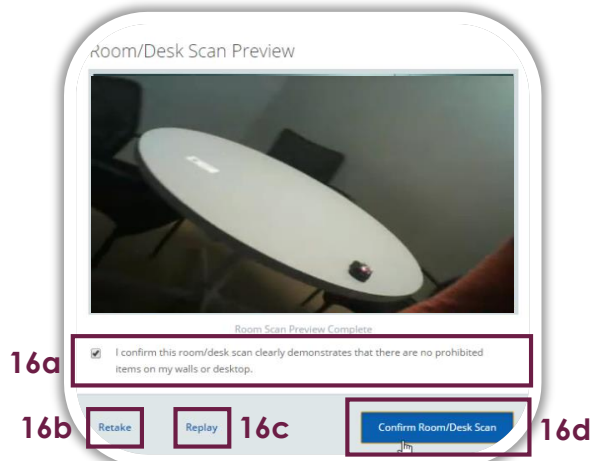 Room/Desk Scan Preview
Room Scan Preview Complete
16a
I confirm this room/desk scan clearly demonstrates that there are no prohibited
items on my walls or desktop.
16b Retake Replay 16c Confirm Room/Desk Scan 16d